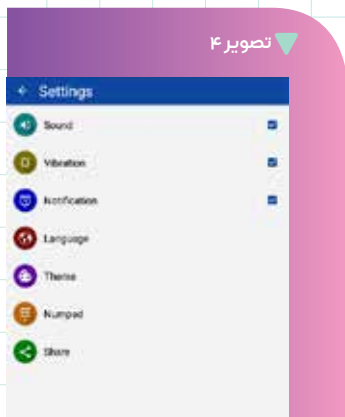 تصویر ۴
Settings
Sound
Vibration
Notification
Language
Theme
Numpad
Share